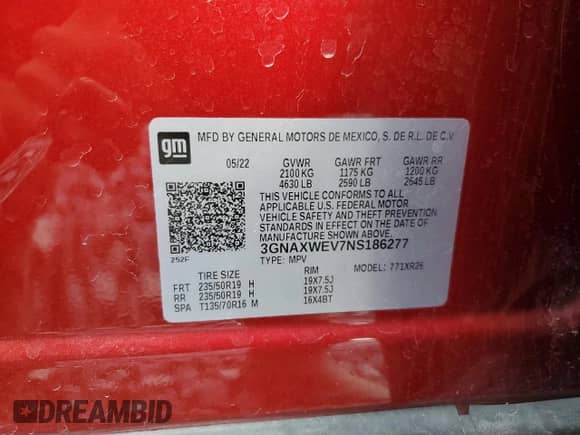 gm
MFD BY GENERAL MOTORS DE MEXICO, S. DE R.L. DE C.V.
05/22 GVWR GAWR FRT GAWR RR
2100 KG 1175 KG 1200 KG
4630 LB 2590 LB 2645 LB
THIS VEHICLE CONFORMS TO ALL
APPLICABLE U.S. FEDERAL MOTOR
VEHICLE SAFETY AND THEFT PREVENTION
STANDARDS IN EFFECT ON THE DATE OF
MANUFACTURE SHOWN ABOVE.
3GNAXWEV7NS186277
252F
TYPE: MPV MODEL: 771XR26
TIRE SIZE RIM
FRT 235/50R19 H 19X7.5J
RR 235/50R19 H 19X7.5J
SPA T135/70R16 M 16X4BT
DREAMBID